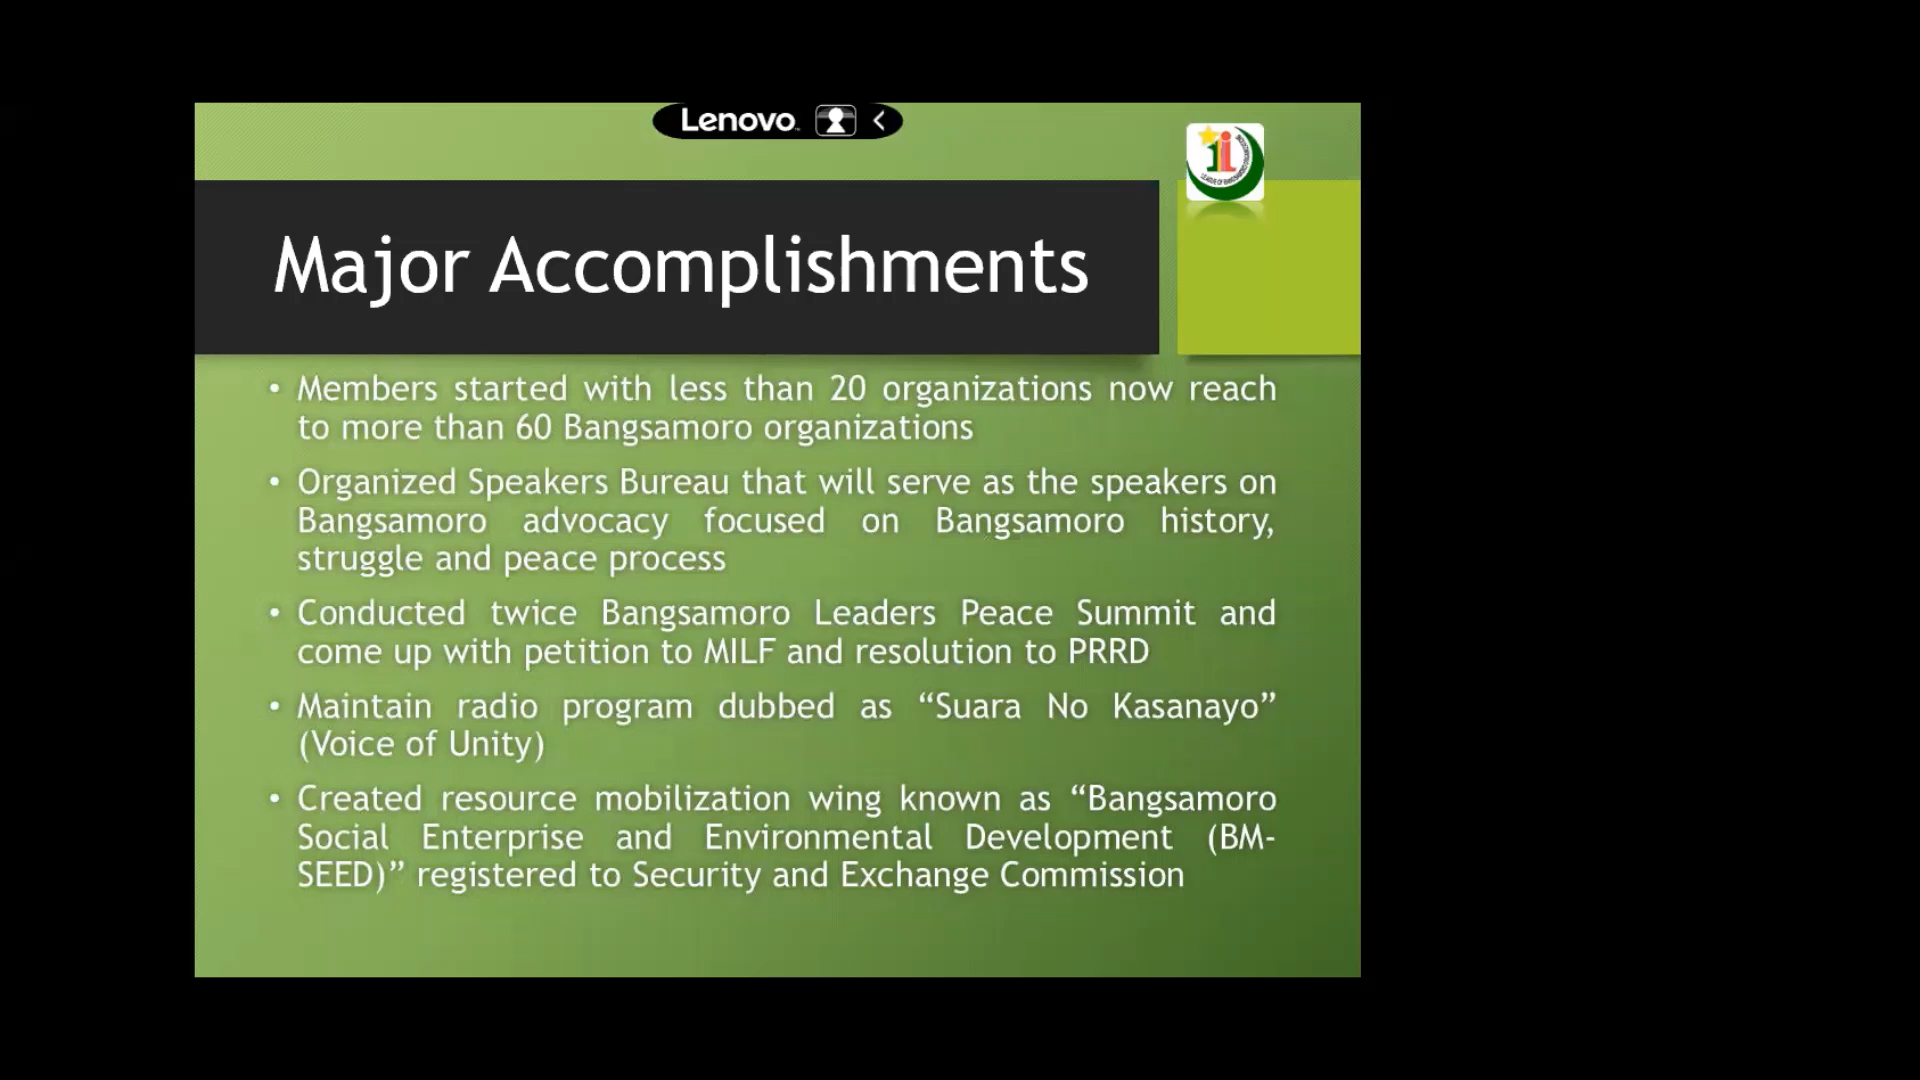 Lenovo
Major Accomplishments
• Members started with less than 20 organizations now reach
to more than 60 Bangsamoro organizations
• Organized Speakers Bureau that will serve as the speakers on
Bangsamoro advocacy focused on Bangsamoro history,
struggle and peace process
• Conducted twice Bangsamoro Leaders Peace Summit and
come up with petition to MILF and resolution to PRRD
• Maintain radio program dubbed as “Suara No Kasanayo”
(Voice of Unity)
• Created resource mobilization wing known as “Bangsamoro
Social Enterprise and Environmental Development (BM-
SEED)” registered to Security and Exchange Commission